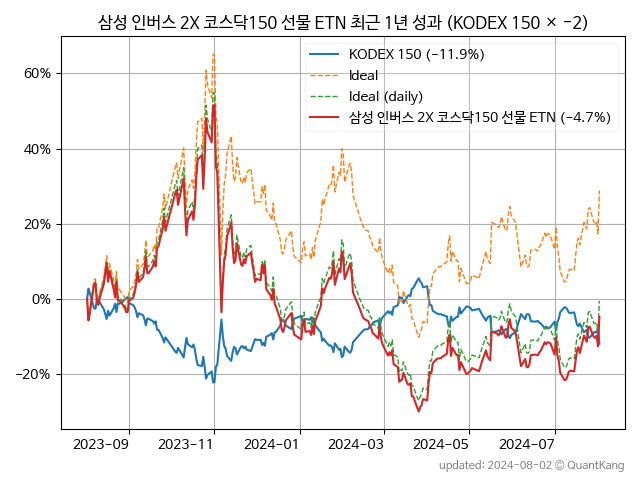 삼성 인버스 2X 코스닥150 선물 ETN 최근 1년 성과 (KODEX 150 × -2)
KODEX 150 (-11.9%)
Ideal
Ideal (daily)
삼성 인버스 2X 코스닥150 선물 ETN (-4.7%)
60%
40%
20%
0%
-20%
2023-09
2023-11
2024-01
2024-03
2024-05
2024-07
updated: 2024-08-02 © QuantKang